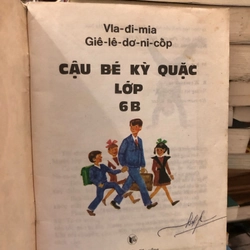 Vla-đi-mia
Giê-lê-dơ-ni-cốp
CẬU BÉ KỲ QUẶC
LỚP
6B